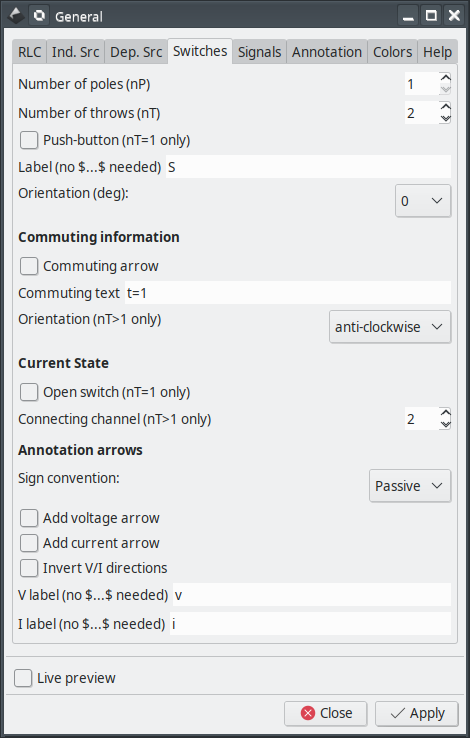 General
RLC Ind. Src Dep. Src Switches Signals Annotation Colors Help
Number of poles (nP) 1
Number of throws (nT) 2
Push-button (nT=1 only)
Label (no $...$ needed) S
Orientation (deg): 0
Commuting information
Commuting arrow
Commuting text t=1
Orientation (nT>1 only) anti-clockwise
Current State
Open switch (nT=1 only)
Connecting channel (nT>1 only) 2
Annotation arrows
Sign convention: Passive
Add voltage arrow
Add current arrow
Invert V/I directions
V label (no $...$ needed) v
I label (no $...$ needed) i
Live preview
Close Apply